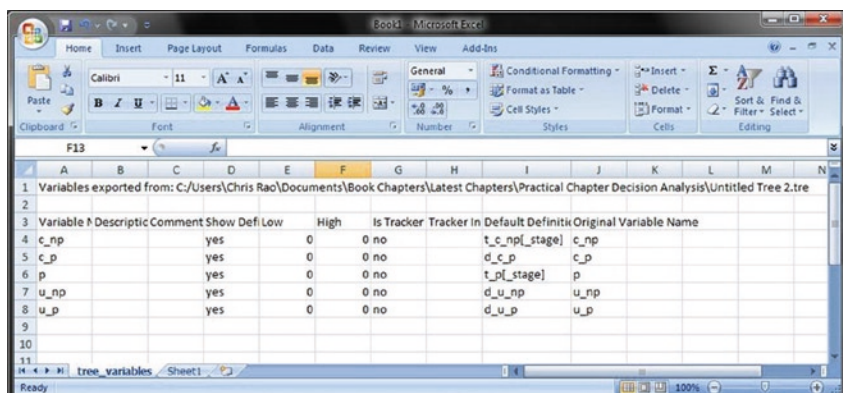 Book1 - Microsoft Excel
Home Insert Page Layout Formulas Data Review View Add-Ins
Paste
Calibri 11 A A
B I U A
General
$ % ,
Conditional Formatting
Format as Table
Cell Styles
Insert
Delete
Format
Σ
Sort & Filter
Find & Select
Clipboard Font Alignment Number Styles Cells Editing
F13 fx
A B C D E F G H I J K L M N
1 Variables exported from: C:/Users\Chris Rao\Documents\Book Chapters\Latest Chapters\Practical Chapter Decision Analysis\Untitled Tree 2.tre
2
3 Variable N Descriptic Comment Show Defi Low High Is Tracker Tracker In Default Definitio Original Variable Name
4 c_np yes 0 0 no t_c_np[_stage] c_np
5 c_p yes 0 0 no d_c_p c_p
6 p yes 0 0 no t_p[_stage] p
7 u_np yes 0 0 no d_u_np u_np
8 u_p yes 0 0 no d_u_p u_p
9
10
11
tree_variables Sheet1
Ready 100%